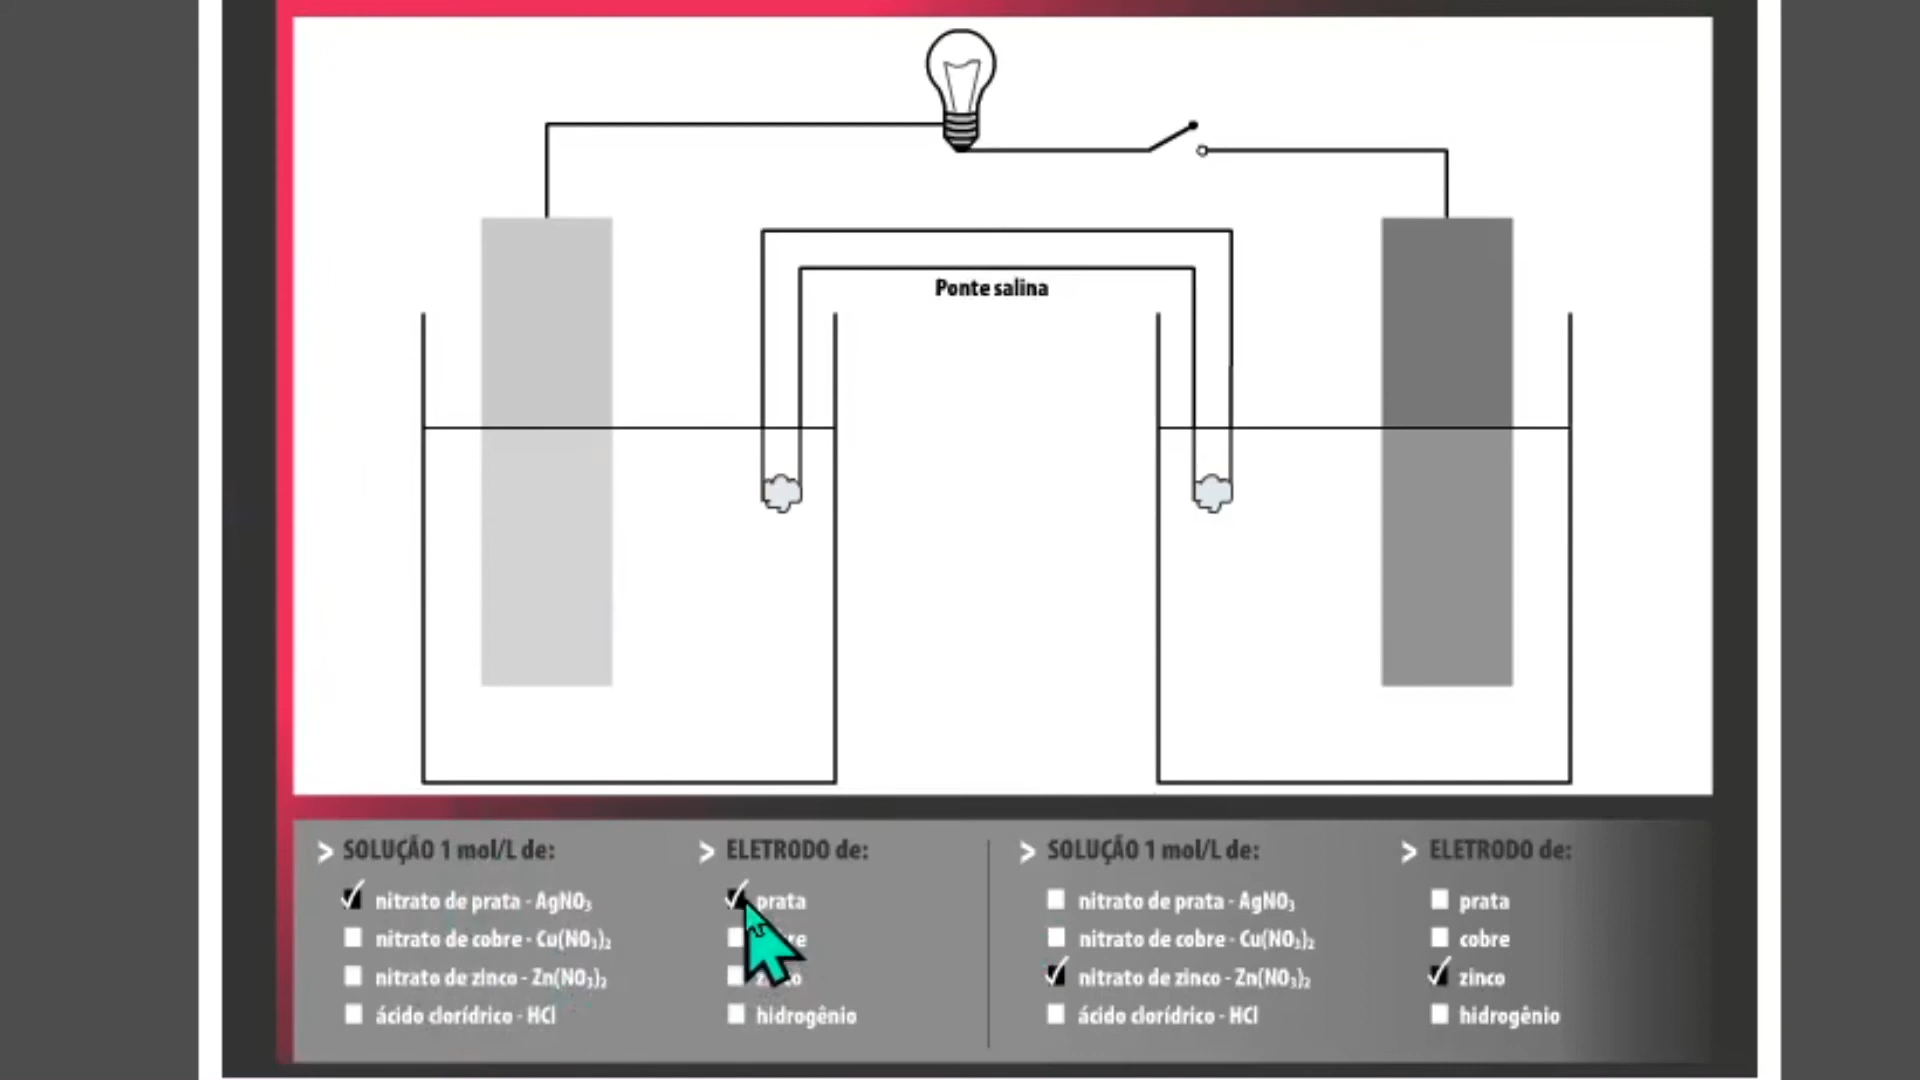 Ponte salina
> SOLUÇÃO 1 mol/L de:
nitrato de prata - AgNO₃
nitrato de cobre - Cu(NO₃)₂
nitrato de zinco - Zn(NO₃)₂
ácido clorídrico - HCl
> ELETRODO de:
prata
hidrogênio
> SOLUÇÃO 1 mol/L de:
nitrato de prata - AgNO₃
nitrato de cobre - Cu(NO₃)₂
nitrato de zinco - Zn(NO₃)₂
ácido clorídrico - HCl
> ELETRODO de:
prata
cobre
zinco
hidrogênio